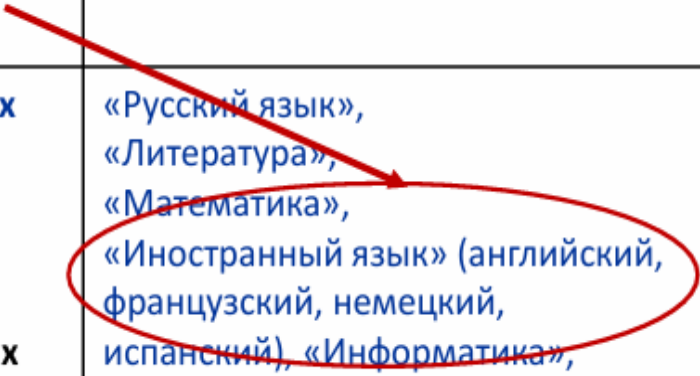 х
«Русский язык»,
«Литература»,
«Математика»,
«Иностранный язык» (английский,
французский, немецкий,
х
испанский), «Информатика»,